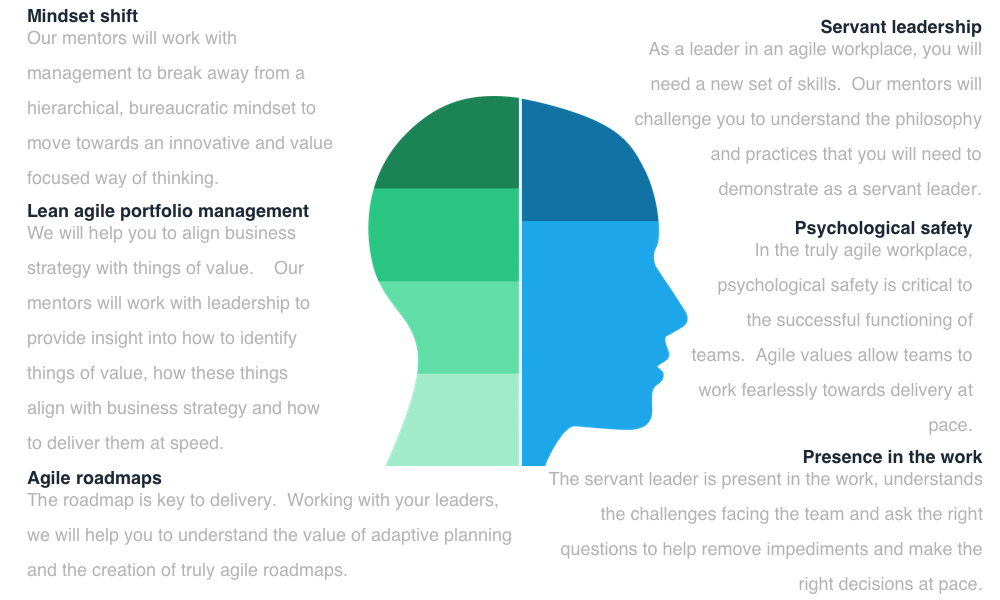 Mindset shift
Our mentors will work with
management to break away from a
hierarchical, bureaucratic mindset to
move towards an innovative and value
focused way of thinking.
Lean agile portfolio management
We will help you to align business
strategy with things of value.    Our
mentors will work with leadership to
provide insight into how to identify
things of value, how these things
align with business strategy and how
to deliver them at speed.
Agile roadmaps
The roadmap is key to delivery.  Working with your leaders,
we will help you to understand the value of adaptive planning
and the creation of truly agile roadmaps.
Servant leadership
As a leader in an agile workplace, you will
need a new set of skills.  Our mentors will
challenge you to understand the philosophy
and practices that you will need to
demonstrate as a servant leader.
Psychological safety
In the truly agile workplace,
psychological safety is critical to
the successful functioning of
teams.  Agile values allow teams to
work fearlessly towards delivery at
pace.
Presence in the work
The servant leader is present in the work, understands
the challenges facing the team and ask the right
questions to help remove impediments and make the
right decisions at pace.